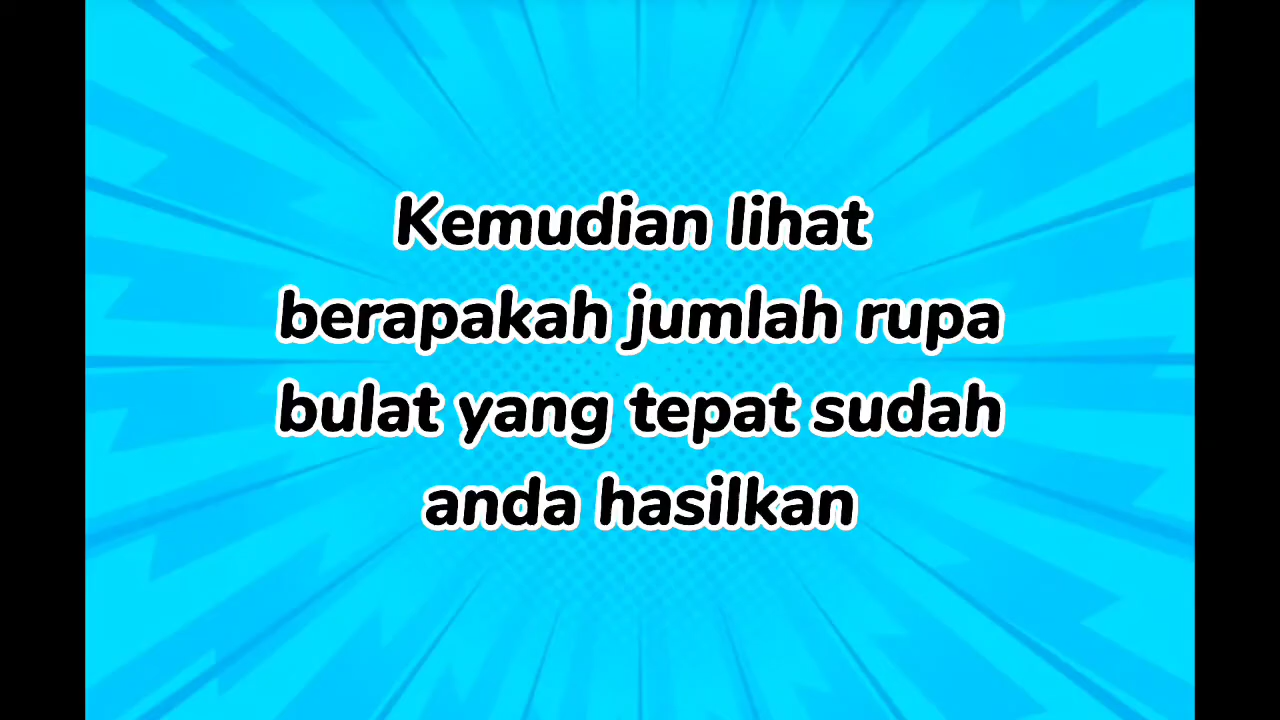 Kemudian lihat
berapakah jumlah rupa
bulat yang tepat sudah
anda hasilkan